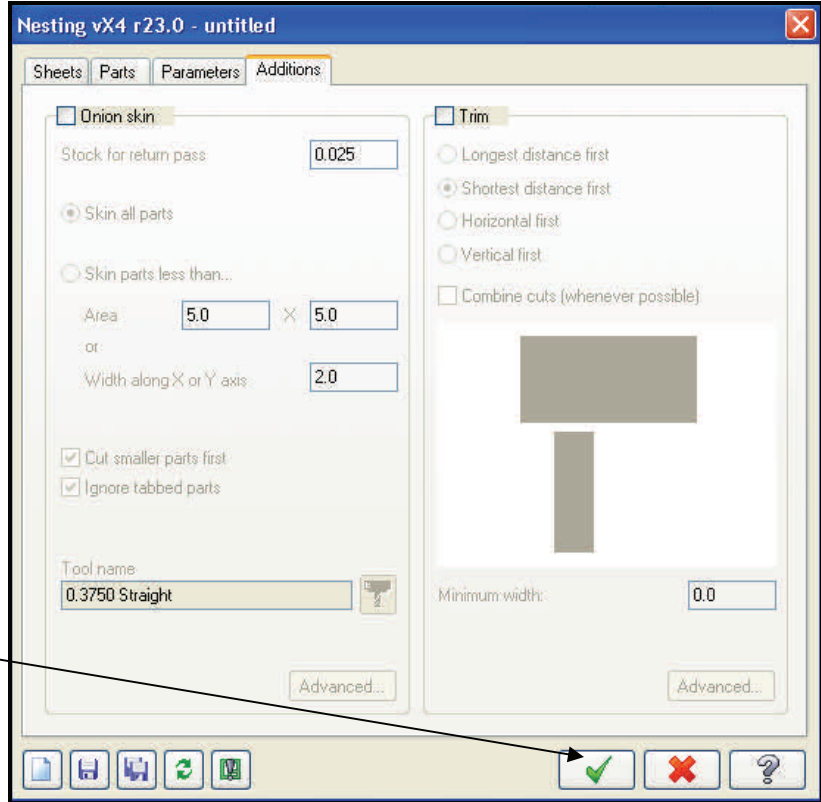 Nesting vX4 r23.0 - untitled
Sheets Parts Parameters Additions
Onion skin
Stock for return pass 0.025
Skin all parts
Skin parts less than...
Area 5.0 X 5.0
or
Width along X or Y axis 2.0
Cut smaller parts first
Ignore tabbed parts
Tool name
0.3750 Straight
Advanced...
Trim
Longest distance first
Shortest distance first
Horizontal first
Vertical first
Combine cuts (whenever possible)
Minimum width: 0.0
Advanced...